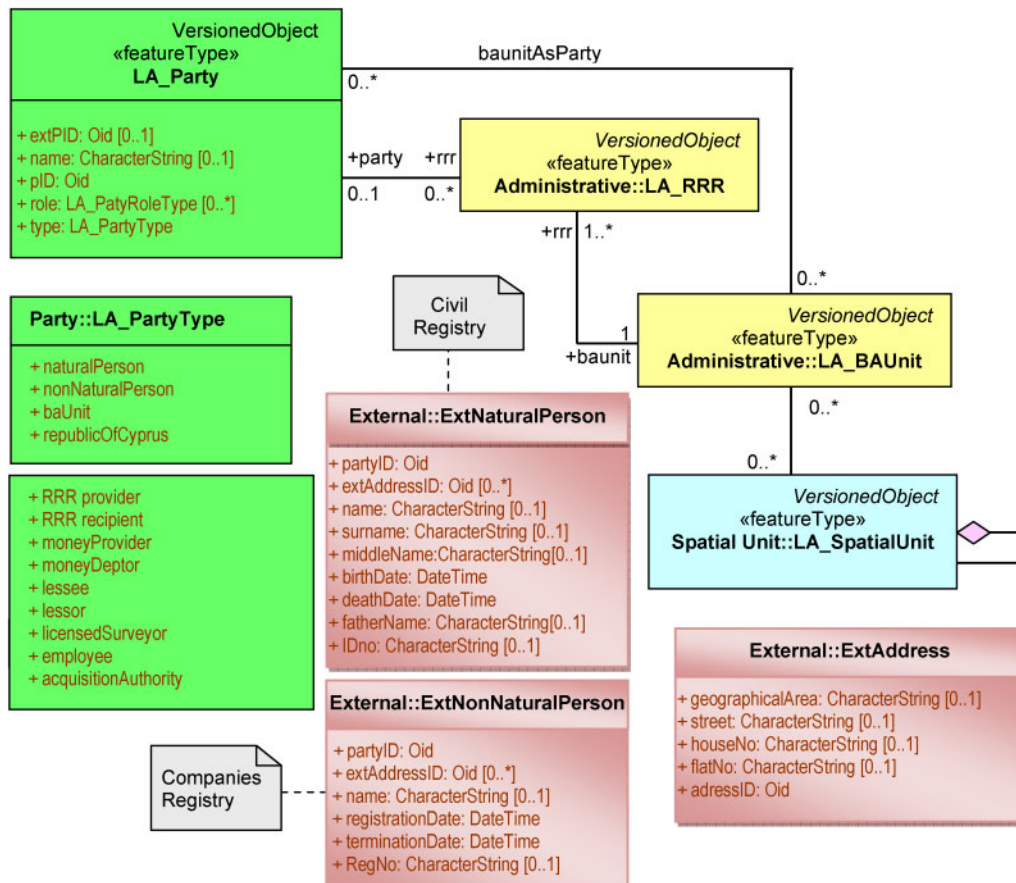 VersionedObject
«featureType»
LA_Party
+ extPID: Oid [0..1]
+ name: CharacterString [0..1]
+ pID: Oid
+ role: LA_PatyRoleType [0..*]
+ type: LA_PartyType
baunitAsParty
0..*
0..*
+party
+rrr
0..1
0..*
VersionedObject
«featureType»
Administrative::LA_RRR
+rrr
1..*
1
+baunit
VersionedObject
«featureType»
Administrative::LA_BAUnit
0..*
0..*
VersionedObject
«featureType»
Spatial Unit::LA_SpatialUnit
Party::LA_PartyType
+ naturalPerson
+ nonNaturalPerson
+ baUnit
+ republicOfCyprus
+ RRR provider
+ RRR recipient
+ moneyProvider
+ moneyDeptor
+ lessee
+ lessor
+ licensedSurveyor
+ employee
+ acquisitionAuthority
Civil
Registry
External::ExtNaturalPerson
+ partyID: Oid
+ extAddressID: Oid [0..*]
+ name: CharacterString [0..1]
+ surname: CharacterString [0..1]
+ middleName:CharacterString[0..1]
+ birthDate: DateTime
+ deathDate: DateTime
+ fatherName: CharacterString[0..1]
+ IDno: CharacterString [0..1]
Companies
Registry
External::ExtNonNaturalPerson
+ partyID: Oid
+ extAddressID: Oid [0..*]
+ name: CharacterString [0..1]
+ registrationDate: DateTime
+ terminationDate: DateTime
+ RegNo: CharacterString [0..1]
External::ExtAddress
+ geographicalArea: CharacterString [0..1]
+ street: CharacterString [0..1]
+ houseNo: CharacterString [0..1]
+ flatNo: CharacterString [0..1]
+ adressID: Oid